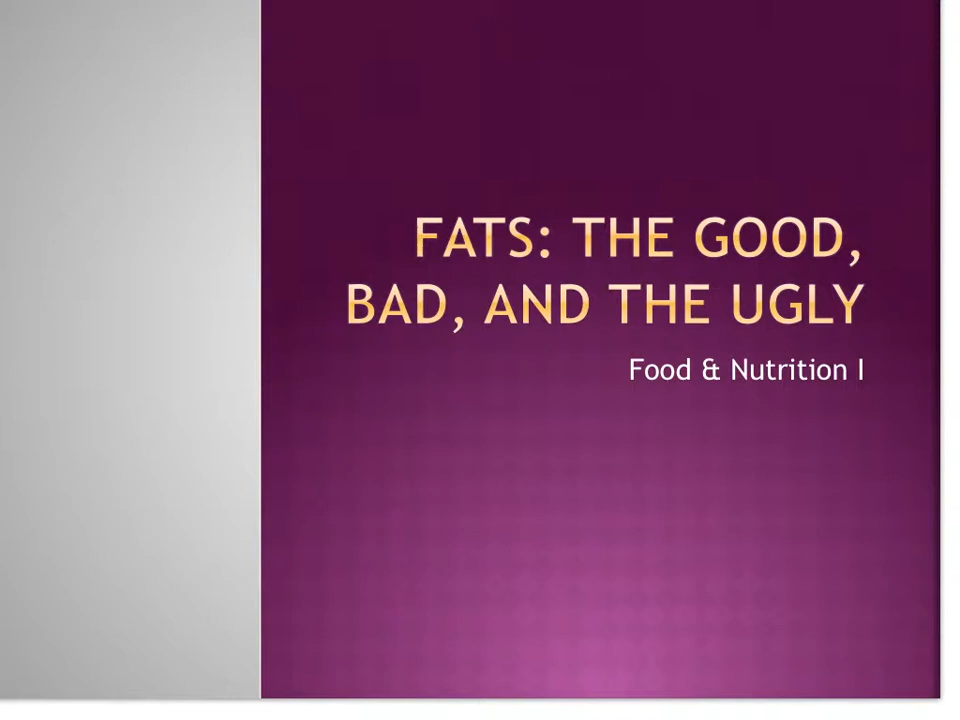 FATS: THE GOOD,
BAD, AND THE UGLY
Food & Nutrition I